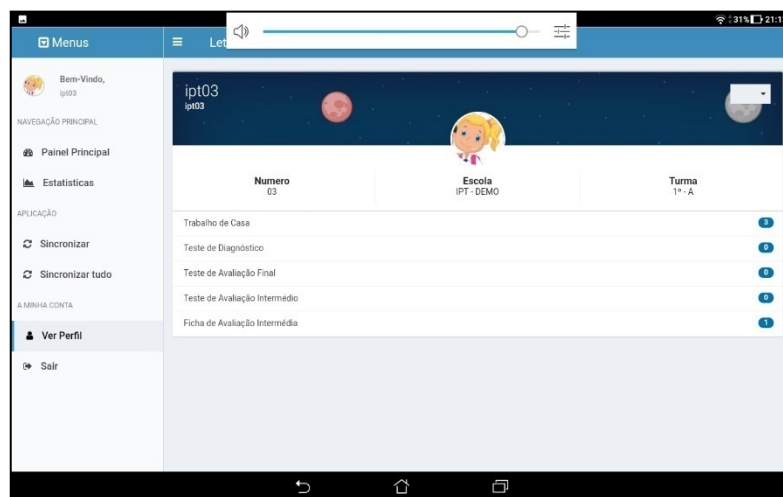 31% 21:1
Menus
Let
Bem-Vindo,
ipt03
NAVEGAÇÃO PRINCIPAL
Painel Principal
Estatisticas
APLICAÇÃO
Sincronizar
Sincronizar tudo
A MINHA CONTA
Ver Perfil
Sair
ipt03
ipt03
Numero
03
Escola
IPT - DEMO
Turma
1º - A
Trabalho de Casa 3
Teste de Diagnóstico 0
Teste de Avaliação Final 0
Teste de Avaliação Intermédio 0
Ficha de Avaliação Intermédia 1